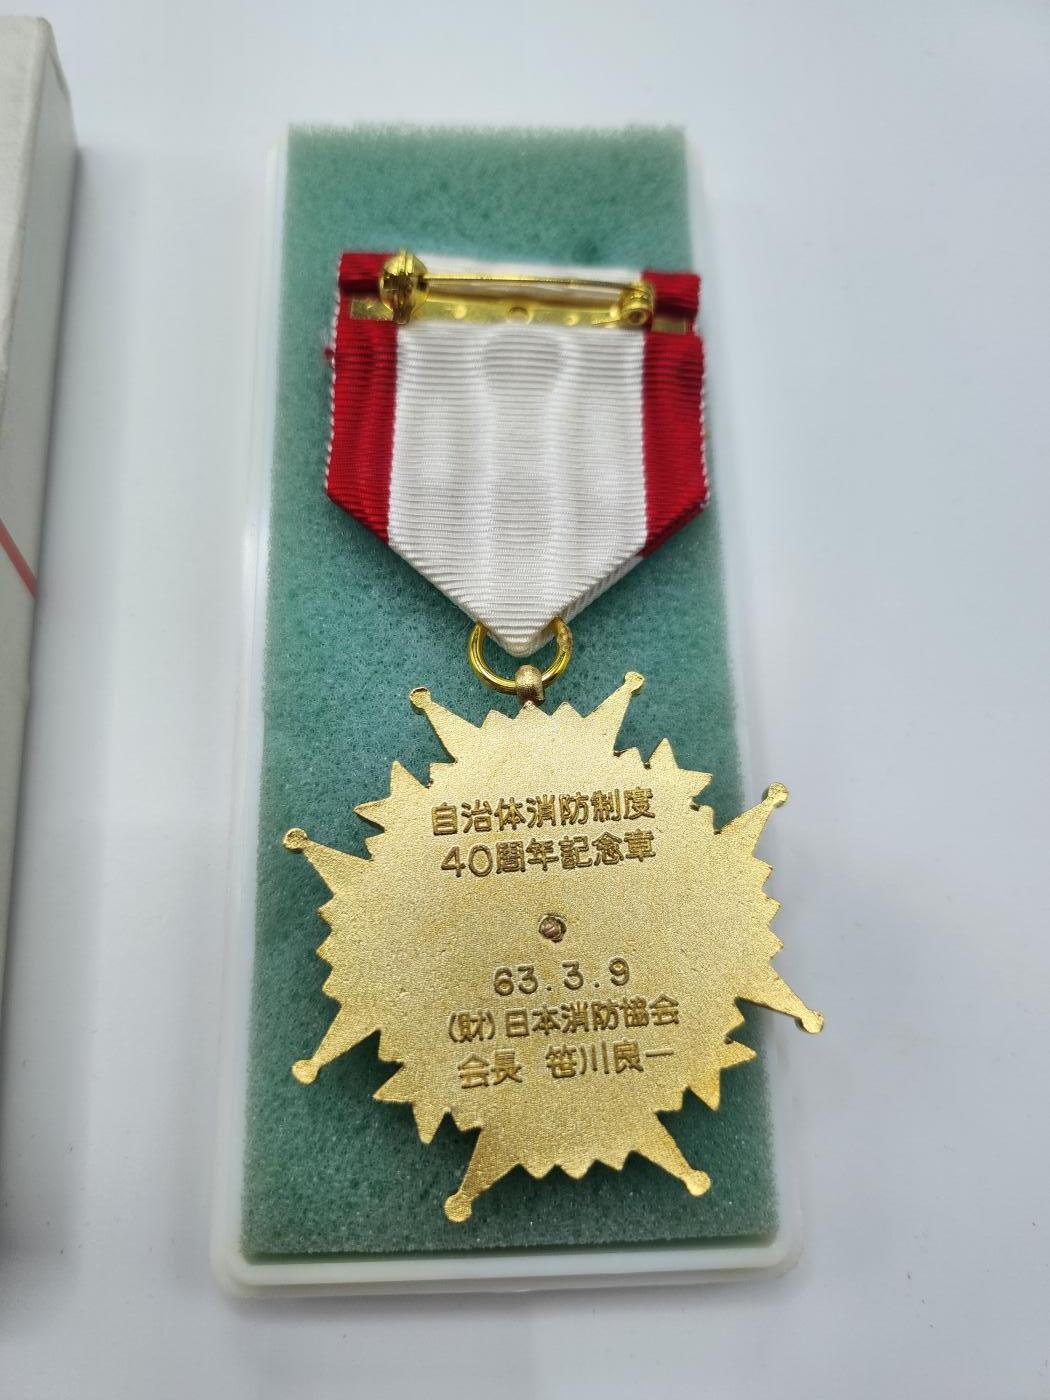 自治体消防制度
40周年記念章
63.3.9
(財)日本消防協会
会長 笹川良一